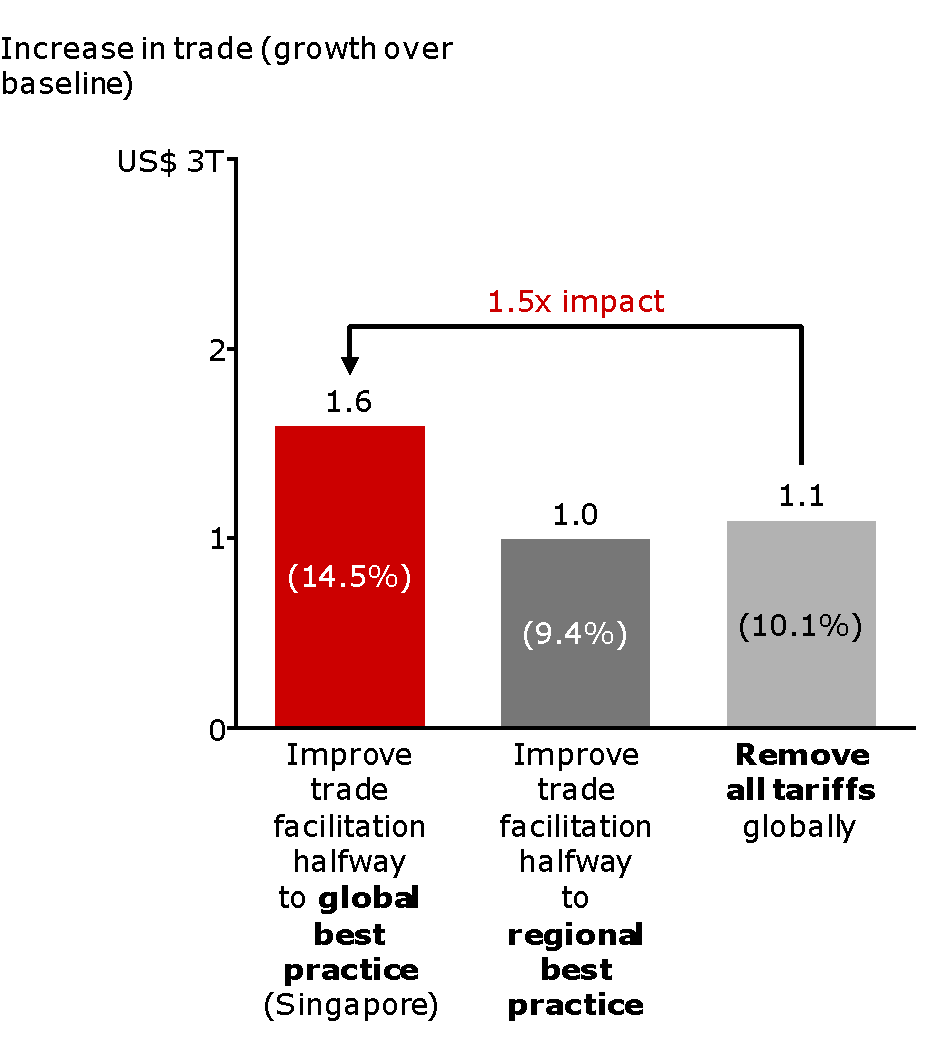 Increase in trade (growth over
baseline)
US$ 3T
1.5x impact
2
1.6
1.1
1.0
1
(14.5%)
(9.4%)
(10.1%)
0
Improve
trade
facilitation
halfway
to global
best
practice
(Singapore)
Improve
trade
facilitation
halfway
to
regional
best
practice
Remove
all tariffs
globally